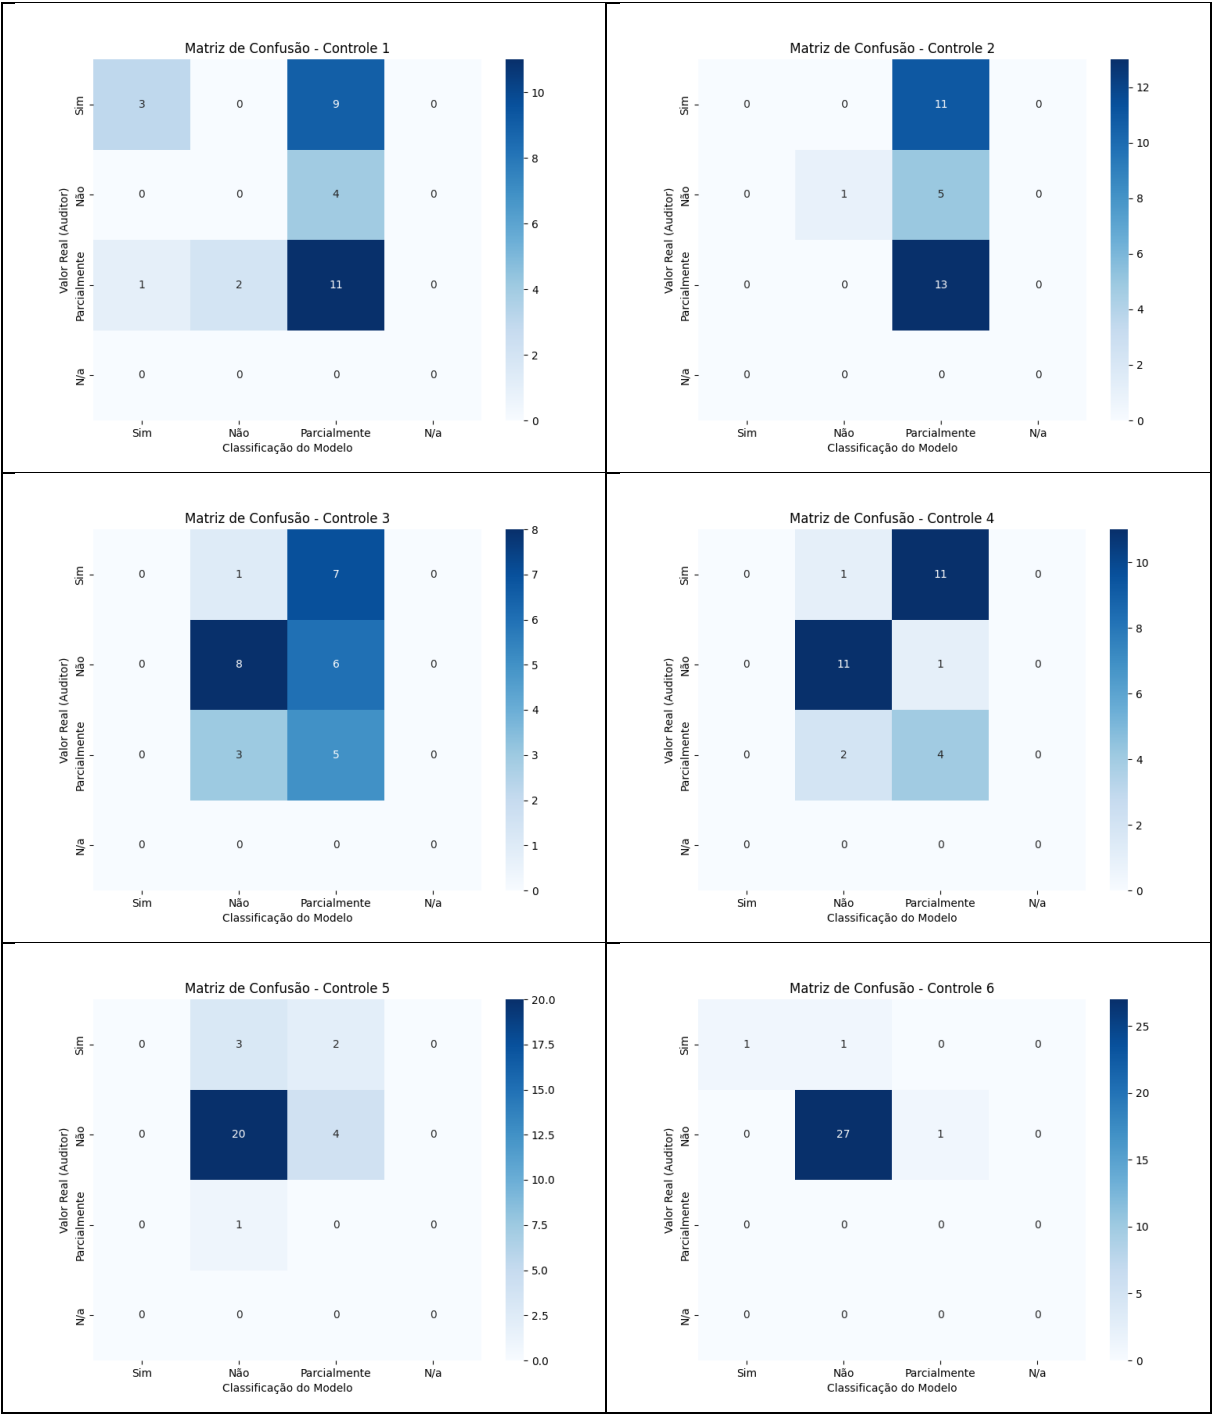 Matriz de Confusão - Controle 1
Sim 3 0 9 0
Não 0 0 4 0
Parcialmente 1 2 11 0
N/a 0 0 0 0
Valor Real (Auditor)
Sim Não Parcialmente N/a
Classificação do Modelo
10
8
6
4
2
0
Matriz de Confusão - Controle 2
Sim 0 0 11 0
Não 0 1 5 0
Parcialmente 0 0 13 0
N/a 0 0 0 0
Valor Real (Auditor)
Sim Não Parcialmente N/a
Classificação do Modelo
12
10
8
6
4
2
0
Matriz de Confusão - Controle 3
Sim 0 1 7 0
Não 0 8 6 0
Parcialmente 0 3 5 0
N/a 0 0 0 0
Valor Real (Auditor)
Sim Não Parcialmente N/a
Classificação do Modelo
8
7
6
5
4
3
2
1
0
Matriz de Confusão - Controle 4
Sim 0 1 11 0
Não 0 11 1 0
Parcialmente 0 2 4 0
N/a 0 0 0 0
Valor Real (Auditor)
Sim Não Parcialmente N/a
Classificação do Modelo
10
8
6
4
2
0
Matriz de Confusão - Controle 5
Sim 0 3 2 0
Não 0 20 4 0
Parcialmente 0 1 0 0
N/a 0 0 0 0
Valor Real (Auditor)
Sim Não Parcialmente N/a
Classificação do Modelo
20.0
17.5
15.0
12.5
10.0
7.5
5.0
2.5
0.0
Matriz de Confusão - Controle 6
Sim 1 1 0 0
Não 0 27 1 0
Parcialmente 0 0 0 0
N/a 0 0 0 0
Valor Real (Auditor)
Sim Não Parcialmente N/a
Classificação do Modelo
25
20
15
10
5
0